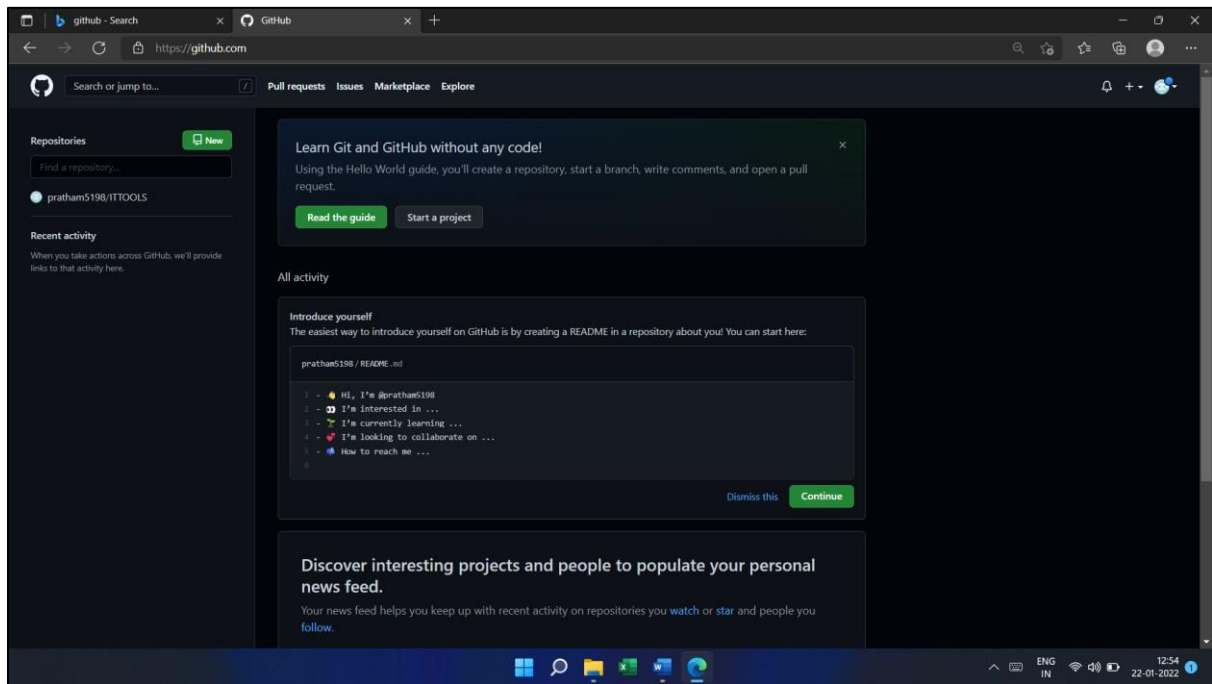 github - Search
GitHub
https://github.com
Search or jump to...
/
Pull requests Issues Marketplace Explore
Repositories
New
Find a repository...
pratham5198/ITTOOLS
Recent activity
When you take actions across GitHub, we'll provide
links to that activity here.
Learn Git and GitHub without any code!
Using the Hello World guide, you'll create a repository, start a branch, write comments, and open a pull
request.
Read the guide Start a project
All activity
Introduce yourself
The easiest way to introduce yourself on GitHub is by creating a README in a repository about you! You can start here:
pratham5198 / README.md
1 - 👋 Hi, I'm @pratham5198
2 - 👀 I'm interested in ...
3 - 🌱 I'm currently learning ...
4 - 💞️ I'm looking to collaborate on ...
5 - 📫 How to reach me ...
6
Dismiss this Continue
Discover interesting projects and people to populate your personal
news feed.
Your news feed helps you keep up with recent activity on repositories you watch or star and people you
follow.
ENG
IN
12:54
22-01-2022
1